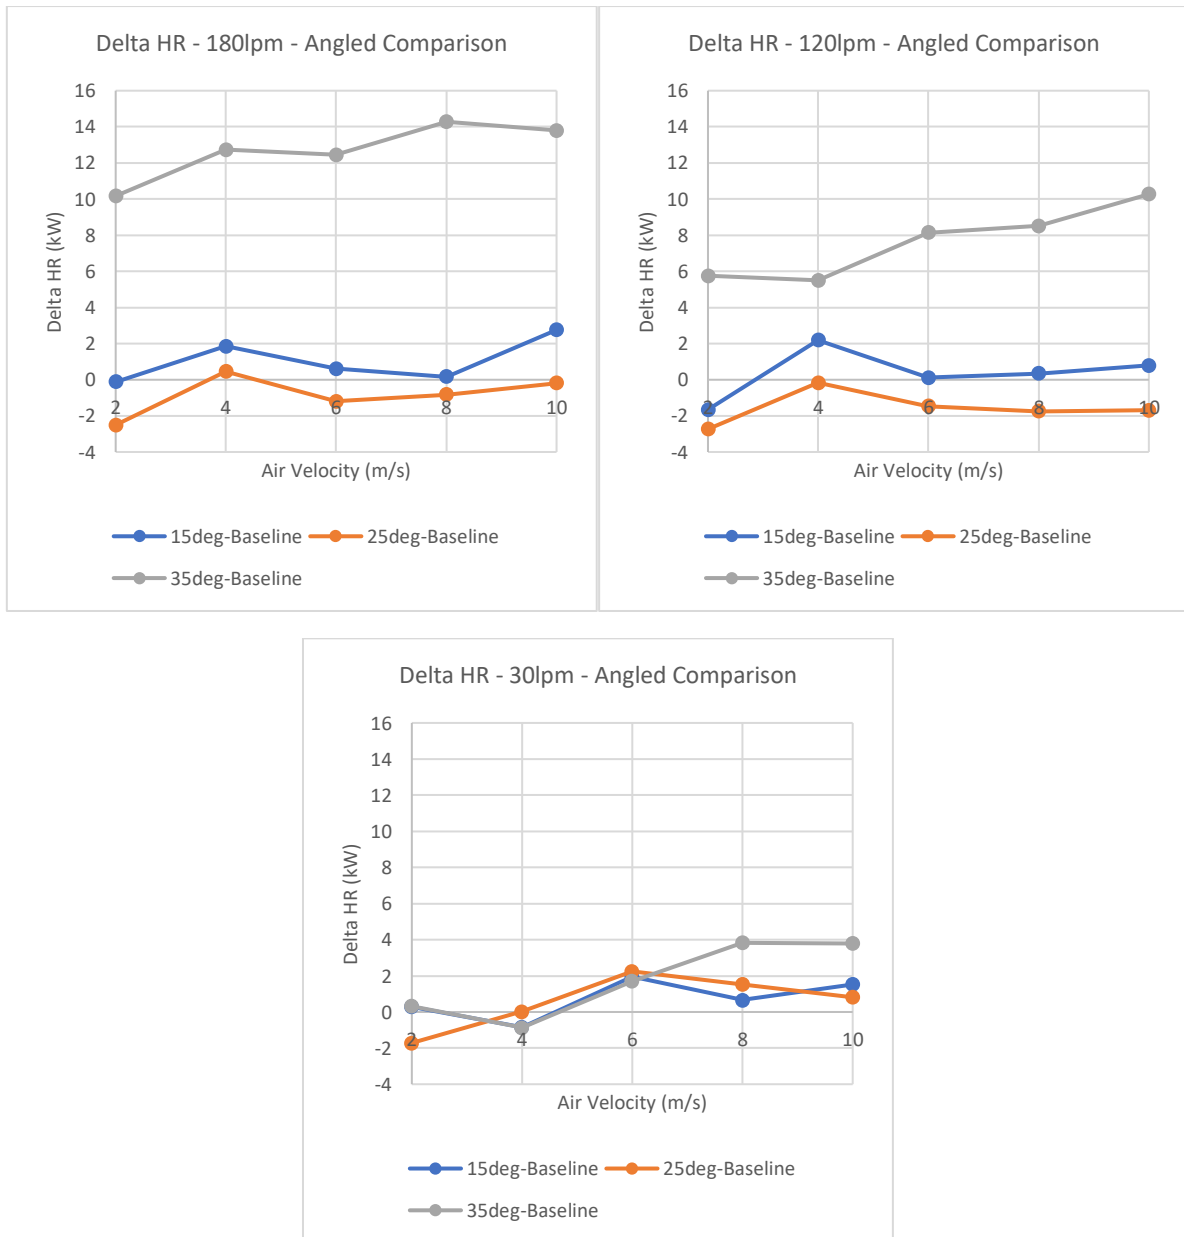 Delta HR - 180lpm - Angled Comparison
16
14
12
10
8
6
4
2
0
-2
-4
Delta HR (kW)
2 4 6 8 10
Air Velocity (m/s)
15deg-Baseline 25deg-Baseline
35deg-Baseline
Delta HR - 120lpm - Angled Comparison
16
14
12
10
8
6
4
2
0
-2
-4
Delta HR (kW)
2 4 6 8 10
Air Velocity (m/s)
15deg-Baseline 25deg-Baseline
35deg-Baseline
Delta HR - 30lpm - Angled Comparison
16
14
12
10
8
6
4
2
0
-2
-4
Delta HR (kW)
2 4 6 8 10
Air Velocity (m/s)
15deg-Baseline 25deg-Baseline
35deg-Baseline